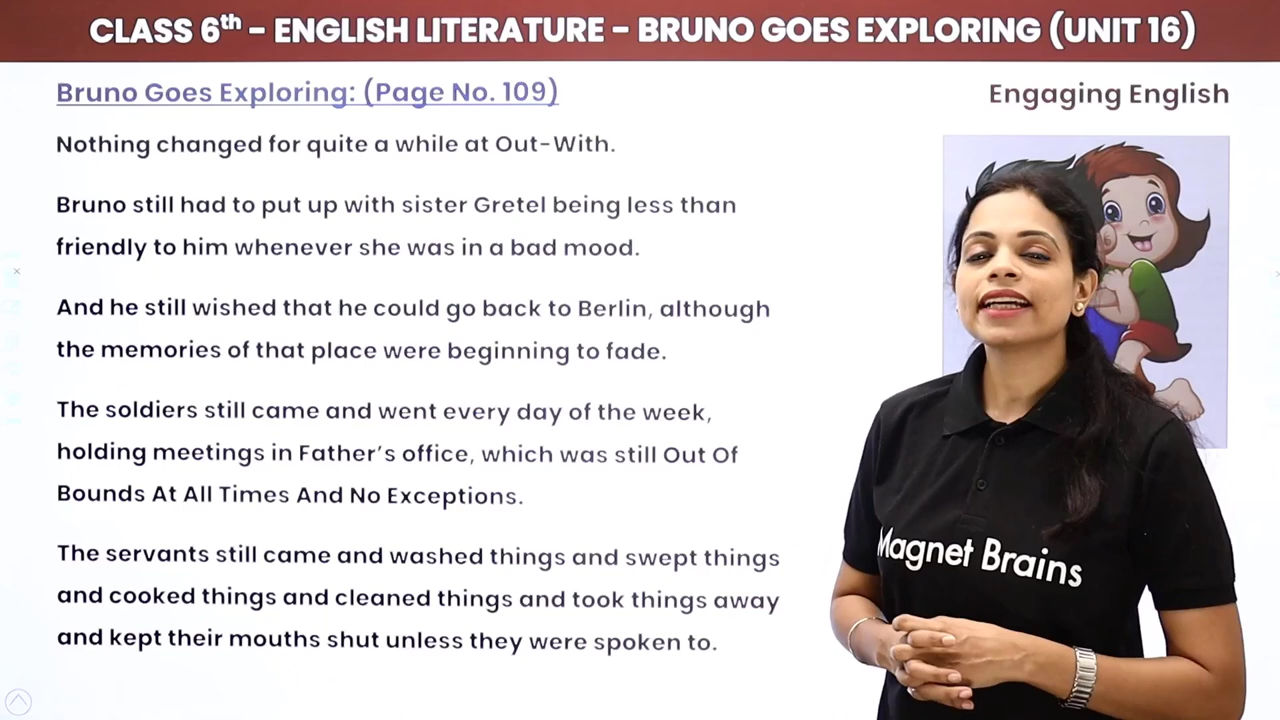 CLASS 6th – ENGLISH LITERATURE – BRUNO GOES EXPLORING (UNIT 16)
Bruno Goes Exploring: (Page No. 109)
Engaging English
Nothing changed for quite a while at Out-With.
Bruno still had to put up with sister Gretel being less than
friendly to him whenever she was in a bad mood.
And he still wished that he could go back to Berlin, although
the memories of that place were beginning to fade.
The soldiers still came and went every day of the week,
holding meetings in Father's office, which was still Out Of
Bounds At All Times And No Exceptions.
The servants still came and washed things and swept things
and cooked things and cleaned things and took things away
and kept their mouths shut unless they were spoken to.
Magnet Brains